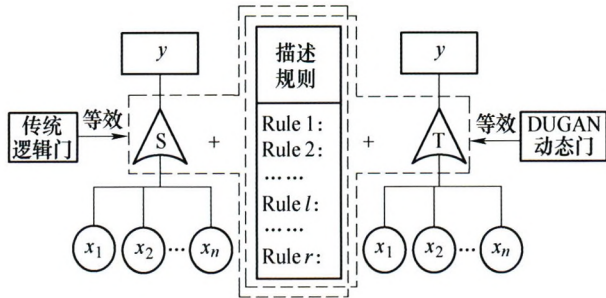 y
S
传统
逻辑门
等效
x1 x2 ... xn
+
描述
规则
Rule 1:
Rule 2:
……
Rule l:
……
Rule r:
+
y
T
等效
DUGAN
动态门
x1 x2 ... xn